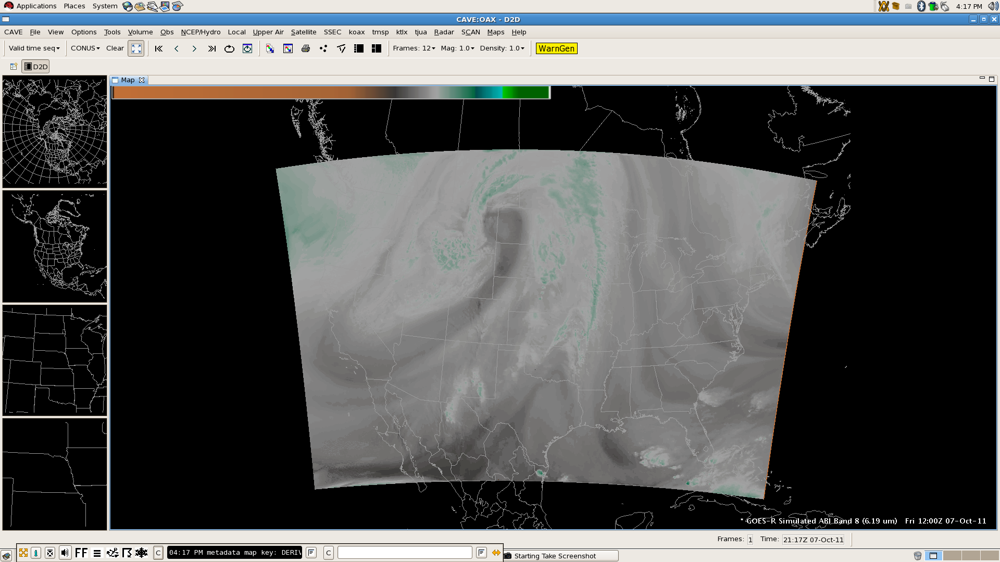 Applications Places System 4:17 PM
CAVE:OAX - D2D
CAVE File View Options Tools Volume Obs NCEP/Hydro Local Upper Air Satellite SSEC koax tmsp ktlx tjua Radar SCAN Maps Help
Valid time seq CONUS Clear Frames: 12 Mag: 1.0 Density: 1.0 WarnGen
D2D
Map
* GOES-R Simulated ABI Band 8 (6.19 um) Fri 12:00Z 07-Oct-11
Frames: 1 Time: 21:17Z 07-Oct-11
FF C 04:17 PM metadata map key: DERIV C Starting Take Screenshot